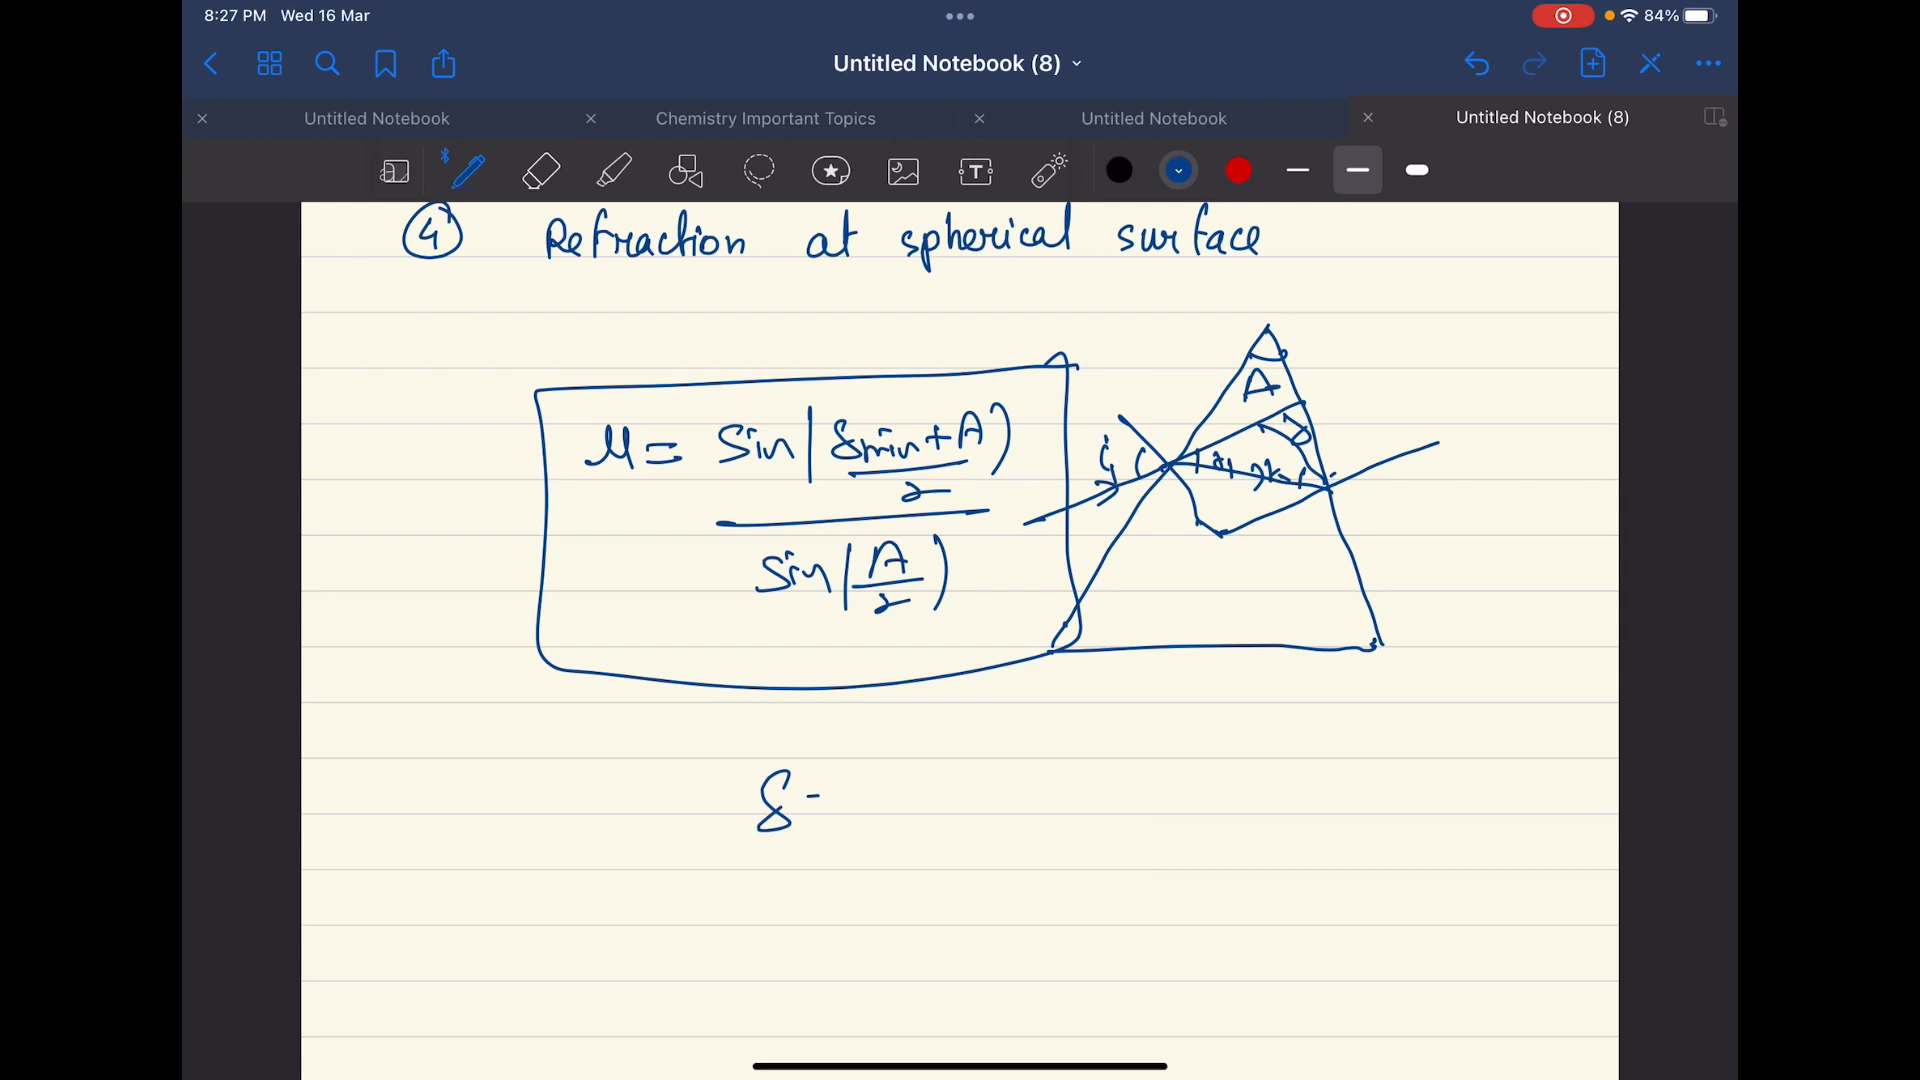 8:27 PM Wed 16 Mar
84%
Untitled Notebook (8)
Untitled Notebook
Chemistry Important Topics
Untitled Notebook
Untitled Notebook (8)
T
④ Refraction at spherical surface
μ = Sin(δmin+A
2)
Sin(A
2)
A
i
δ -